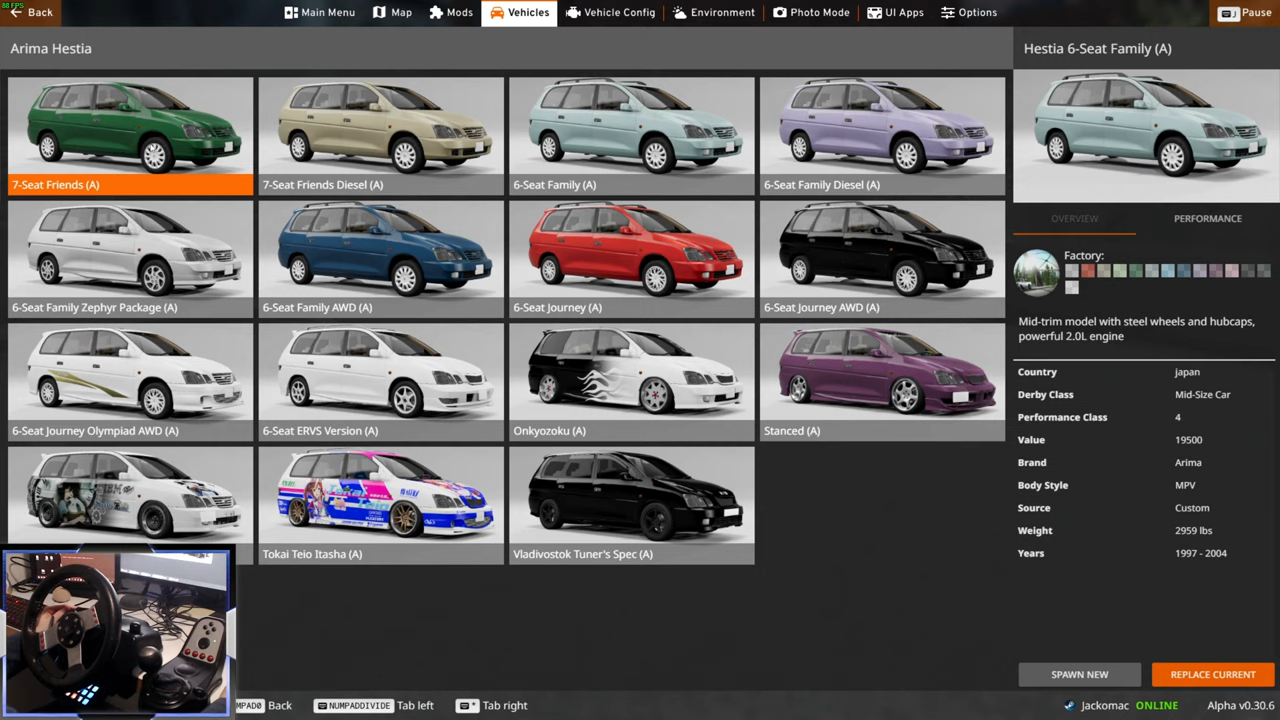 88 FPS
Back
Main Menu
Map
Mods
Vehicles
Vehicle Config
Environment
Photo Mode
UI Apps
Options
J
Pause
Arima Hestia
7-Seat Friends (A)
7-Seat Friends Diesel (A)
6-Seat Family (A)
6-Seat Family Diesel (A)
6-Seat Family Zephyr Package (A)
6-Seat Family AWD (A)
6-Seat Journey (A)
6-Seat Journey AWD (A)
6-Seat Journey Olympiad AWD (A)
6-Seat ERVS Version (A)
Onkyozoku (A)
Stanced (A)
Tokai Teio Itasha (A)
Vladivostok Tuner's Spec (A)
Hestia 6-Seat Family (A)
OVERVIEW
PERFORMANCE
Factory:
Mid-trim model with steel wheels and hubcaps,
powerful 2.0L engine
Country Japan
Derby Class Mid-Size Car
Performance Class 4
Value 19500
Brand Arima
Body Style MPV
Source Custom
Weight 2959 lbs
Years 1997 - 2004
SPAWN NEW
REPLACE CURRENT
MPAD0 Back
NUMPADDIVIDE Tab left
* Tab right
Jackomac ONLINE
Alpha v0.30.6